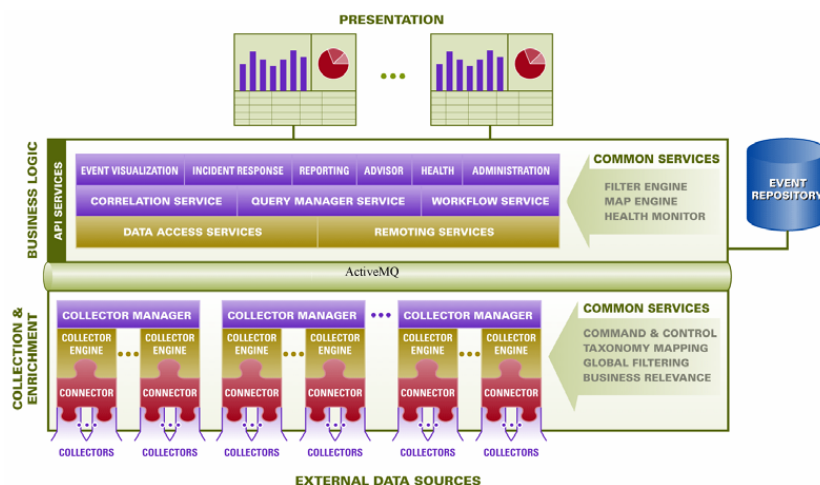 PRESENTATION
BUSINESS LOGIC
API SERVICES
EVENT VISUALIZATION
INCIDENT RESPONSE
REPORTING
ADVISOR
HEALTH
ADMINISTRATION
CORRELATION SERVICE
QUERY MANAGER SERVICE
WORKFLOW SERVICE
DATA ACCESS SERVICES
REMOTING SERVICES
COMMON SERVICES
FILTER ENGINE
MAP ENGINE
HEALTH MONITOR
EVENT
REPOSITORY
ActiveMQ
COLLECTION &
ENRICHMENT
COLLECTOR MANAGER
COLLECTOR MANAGER
COLLECTOR MANAGER
COLLECTOR
ENGINE
COLLECTOR
ENGINE
COLLECTOR
ENGINE
COLLECTOR
ENGINE
COLLECTOR
ENGINE
COLLECTOR
ENGINE
CONNECTOR
CONNECTOR
CONNECTOR
CONNECTOR
CONNECTOR
CONNECTOR
COLLECTORS
COLLECTORS
COLLECTORS
COLLECTORS
COLLECTORS
COLLECTORS
COMMON SERVICES
COMMAND & CONTROL
TAXONOMY MAPPING
GLOBAL FILTERING
BUSINESS RELEVANCE
EXTERNAL DATA SOURCES